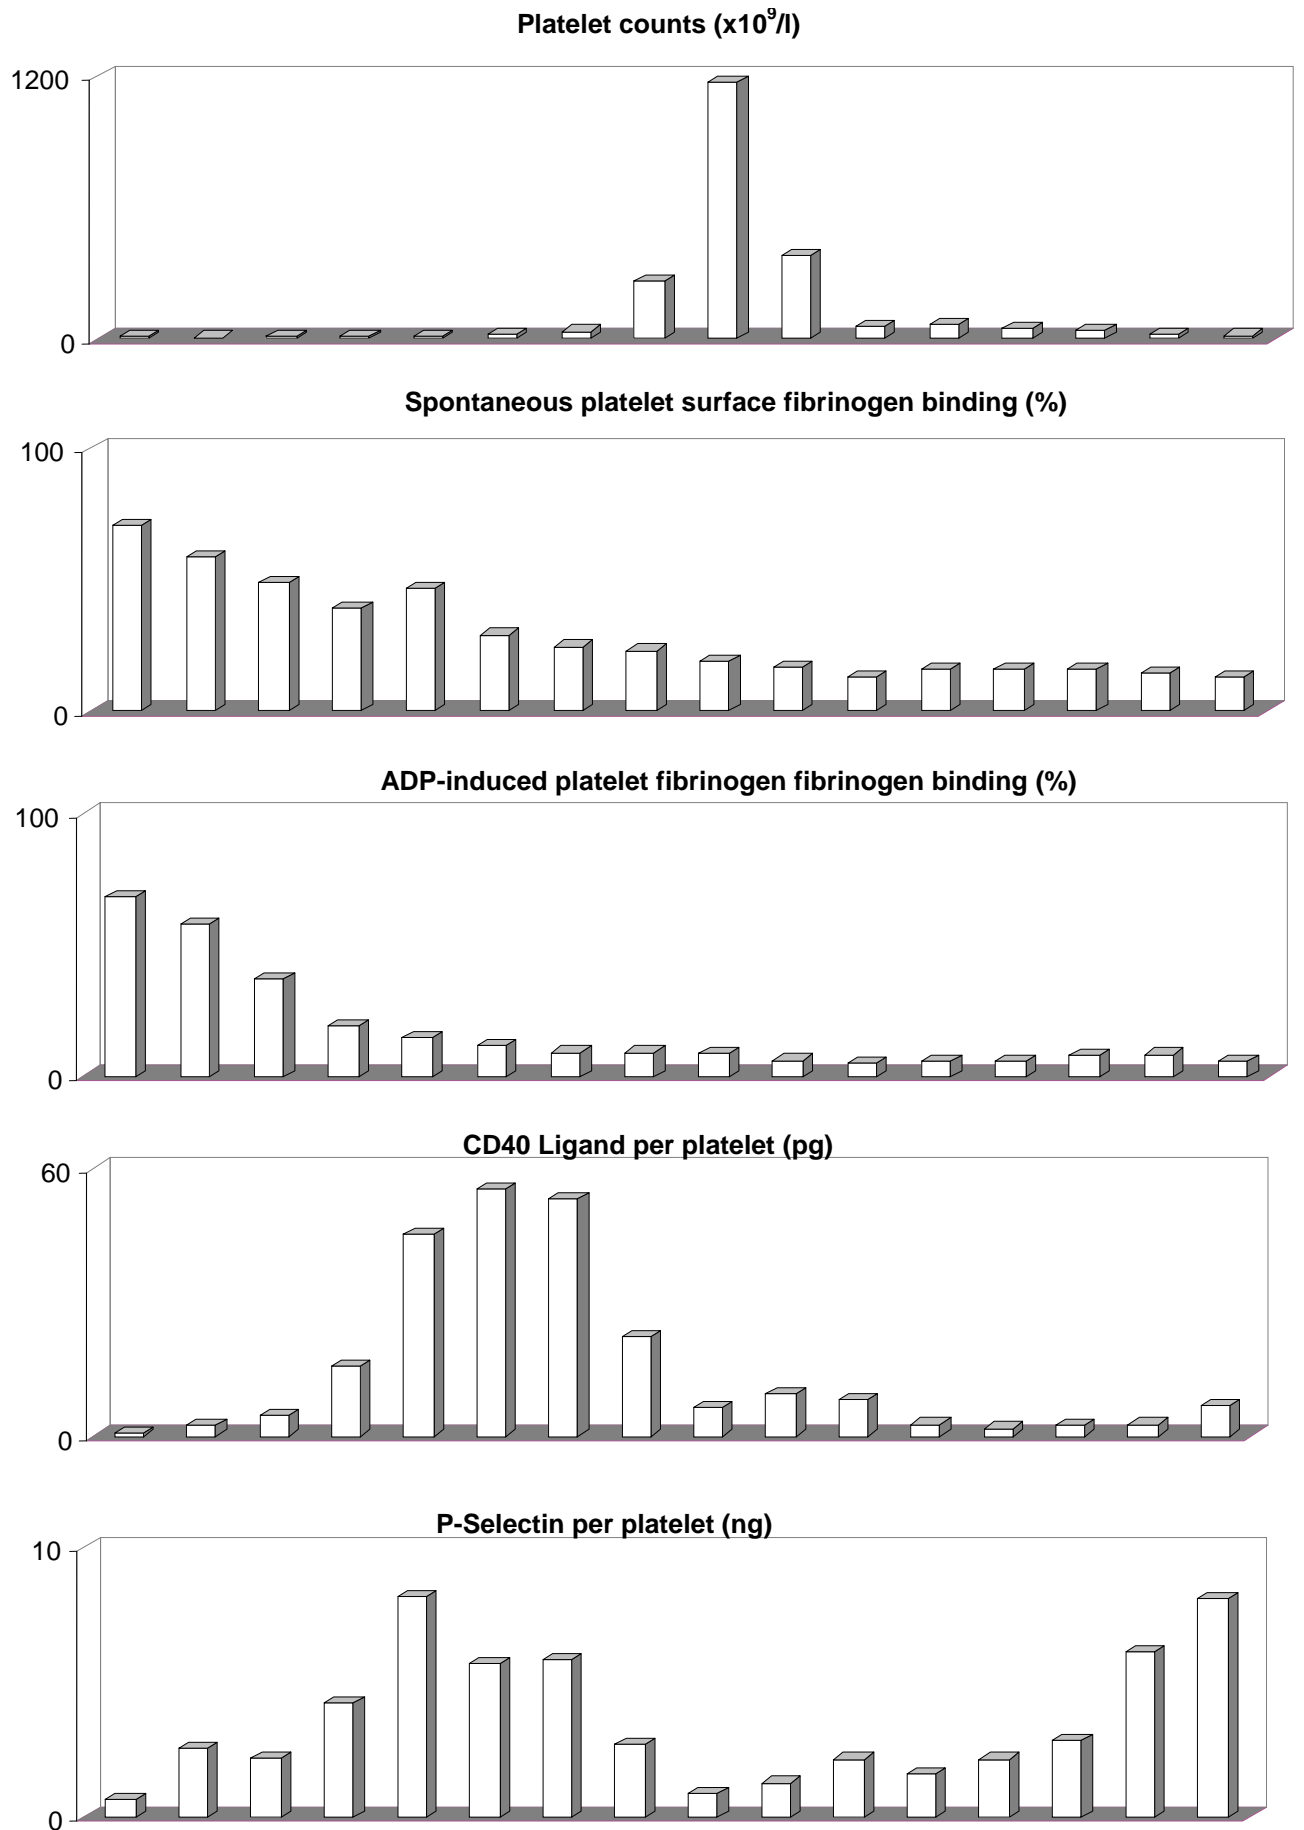 Platelet counts (x10⁹/l)
1200
0
Spontaneous platelet surface fibrinogen binding (%)
100
0
ADP-induced platelet fibrinogen fibrinogen binding (%)
100
0
CD40 Ligand per platelet (pg)
60
0
P-Selectin per platelet (ng)
10
0